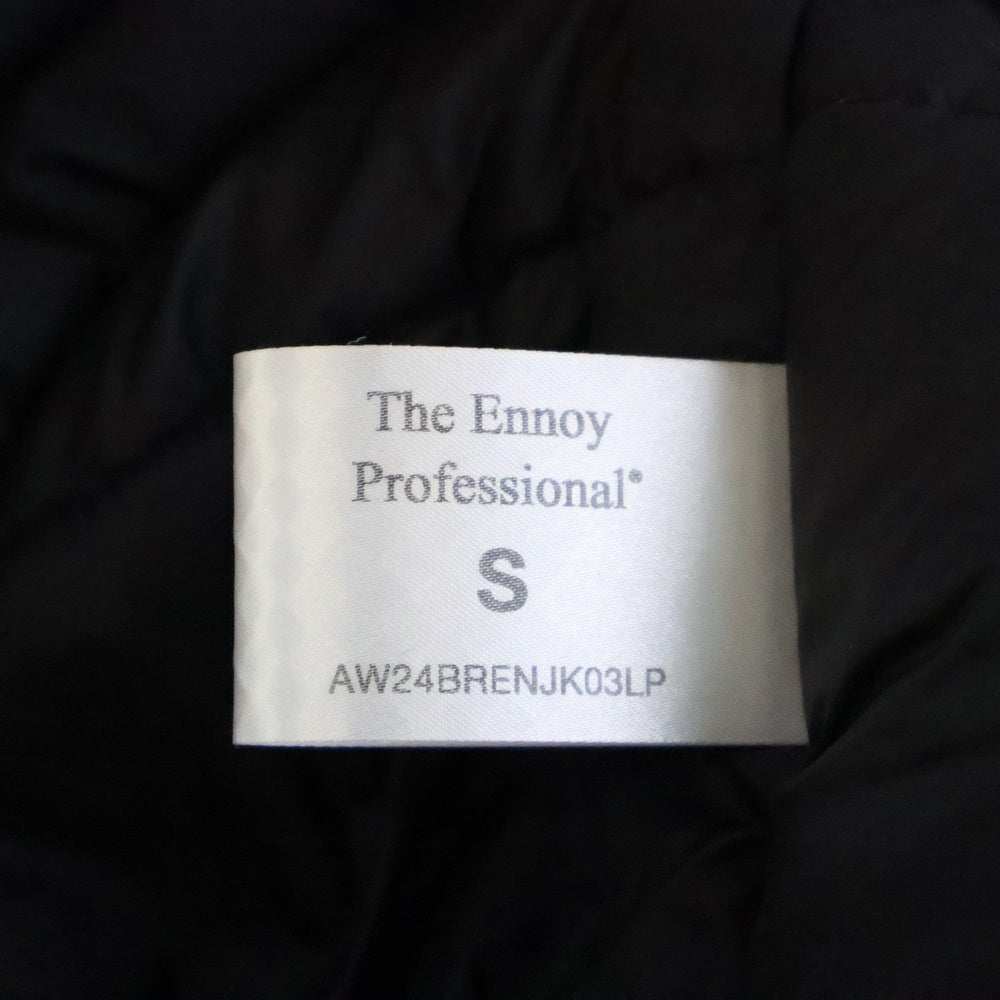 The Ennoy
Professional®
S
AW24BRENJK03LP